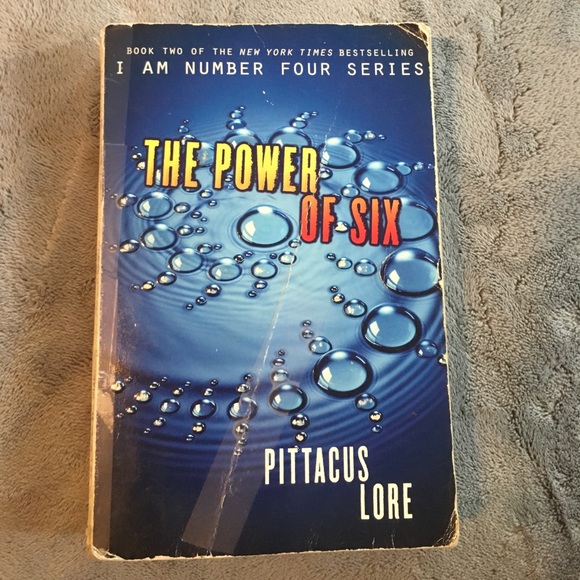 BOOK TWO OF THE NEW YORK TIMES BESTSELLING
I AM NUMBER FOUR SERIES
THE POWER
OF SIX
PITTACUS
LORE